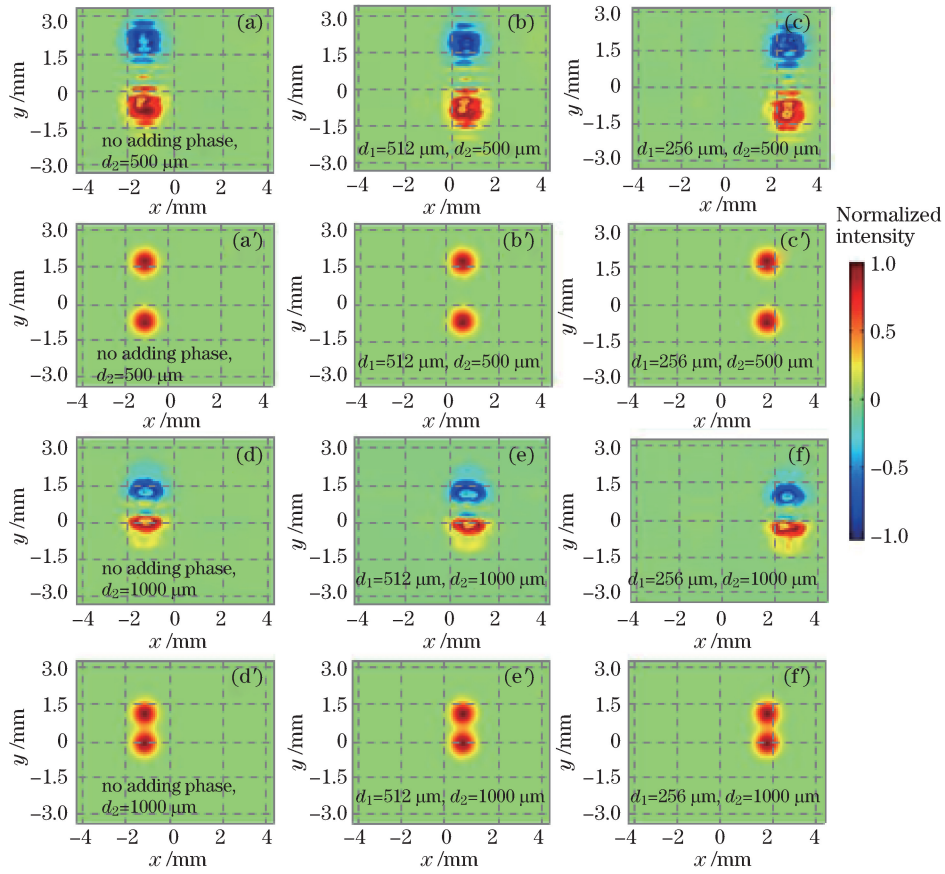 (a)
3.0
1.5
0
−1.5
−3.0
y /mm
no adding phase,
d₂=500 μm
−4 −2 0 2 4
x /mm
(b)
3.0
1.5
0
−1.5
−3.0
y /mm
d₁=512 μm, d₂=500 μm
−4 −2 0 2 4
x /mm
(c)
3.0
1.5
0
−1.5
−3.0
y /mm
d₁=256 μm, d₂=500 μm
−4 −2 0 2 4
x /mm
(a′)
3.0
1.5
0
−1.5
−3.0
y /mm
no adding phase,
d₂=500 μm
−4 −2 0 2 4
x /mm
(b′)
3.0
1.5
0
−1.5
−3.0
y /mm
d₁=512 μm, d₂=500 μm
−4 −2 0 2 4
x /mm
(c′)
3.0
1.5
0
−1.5
−3.0
y /mm
d₁=256 μm, d₂=500 μm
−4 −2 0 2 4
x /mm
Normalized
intensity
1.0
0.5
0
−0.5
−1.0
(d)
3.0
1.5
0
−1.5
−3.0
y /mm
no adding phase,
d₂=1000 μm
−4 −2 0 2 4
x /mm
(e)
3.0
1.5
0
−1.5
−3.0
y /mm
d₁=512 μm, d₂=1000 μm
−4 −2 0 2 4
x /mm
(f)
3.0
1.5
0
−1.5
−3.0
y /mm
d₁=256 μm, d₂=1000 μm
−4 −2 0 2 4
x /mm
(d′)
3.0
1.5
0
−1.5
−3.0
y /mm
no adding phase,
d₂=1000 μm
−4 −2 0 2 4
x /mm
(e′)
3.0
1.5
0
−1.5
−3.0
y /mm
d₁=512 μm, d₂=1000 μm
−4 −2 0 2 4
x /mm
(f′)
3.0
1.5
0
−1.5
−3.0
y /mm
d₁=256 μm, d₂=1000 μm
−4 −2 0 2 4
x /mm